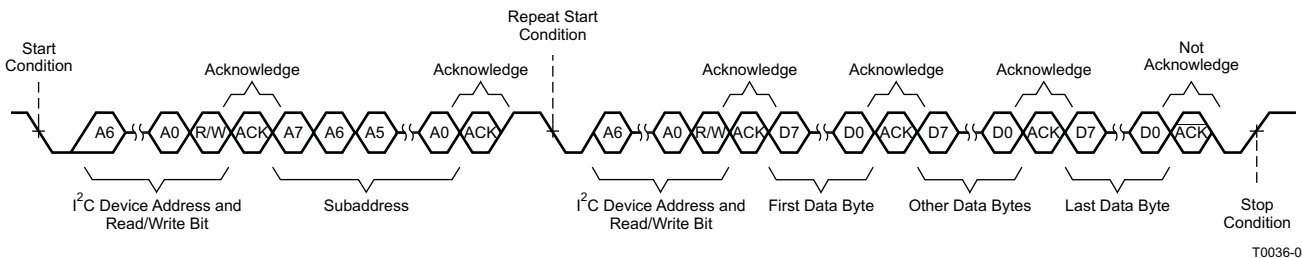 Repeat Start
Condition
Start
Condition
Not
Acknowledge
Acknowledge
Acknowledge
Acknowledge
Acknowledge
Acknowledge
A6 A0 R/W ACK A7 A6 A5 A0 ACK A6 A0 R/W ACK D7 D0 ACK D7 D0 ACK D7 D0 ACK
I²C Device Address and
Read/Write Bit
Subaddress
I²C Device Address and
Read/Write Bit
First Data Byte
Other Data Bytes
Last Data Byte
Stop
Condition
T0036-0